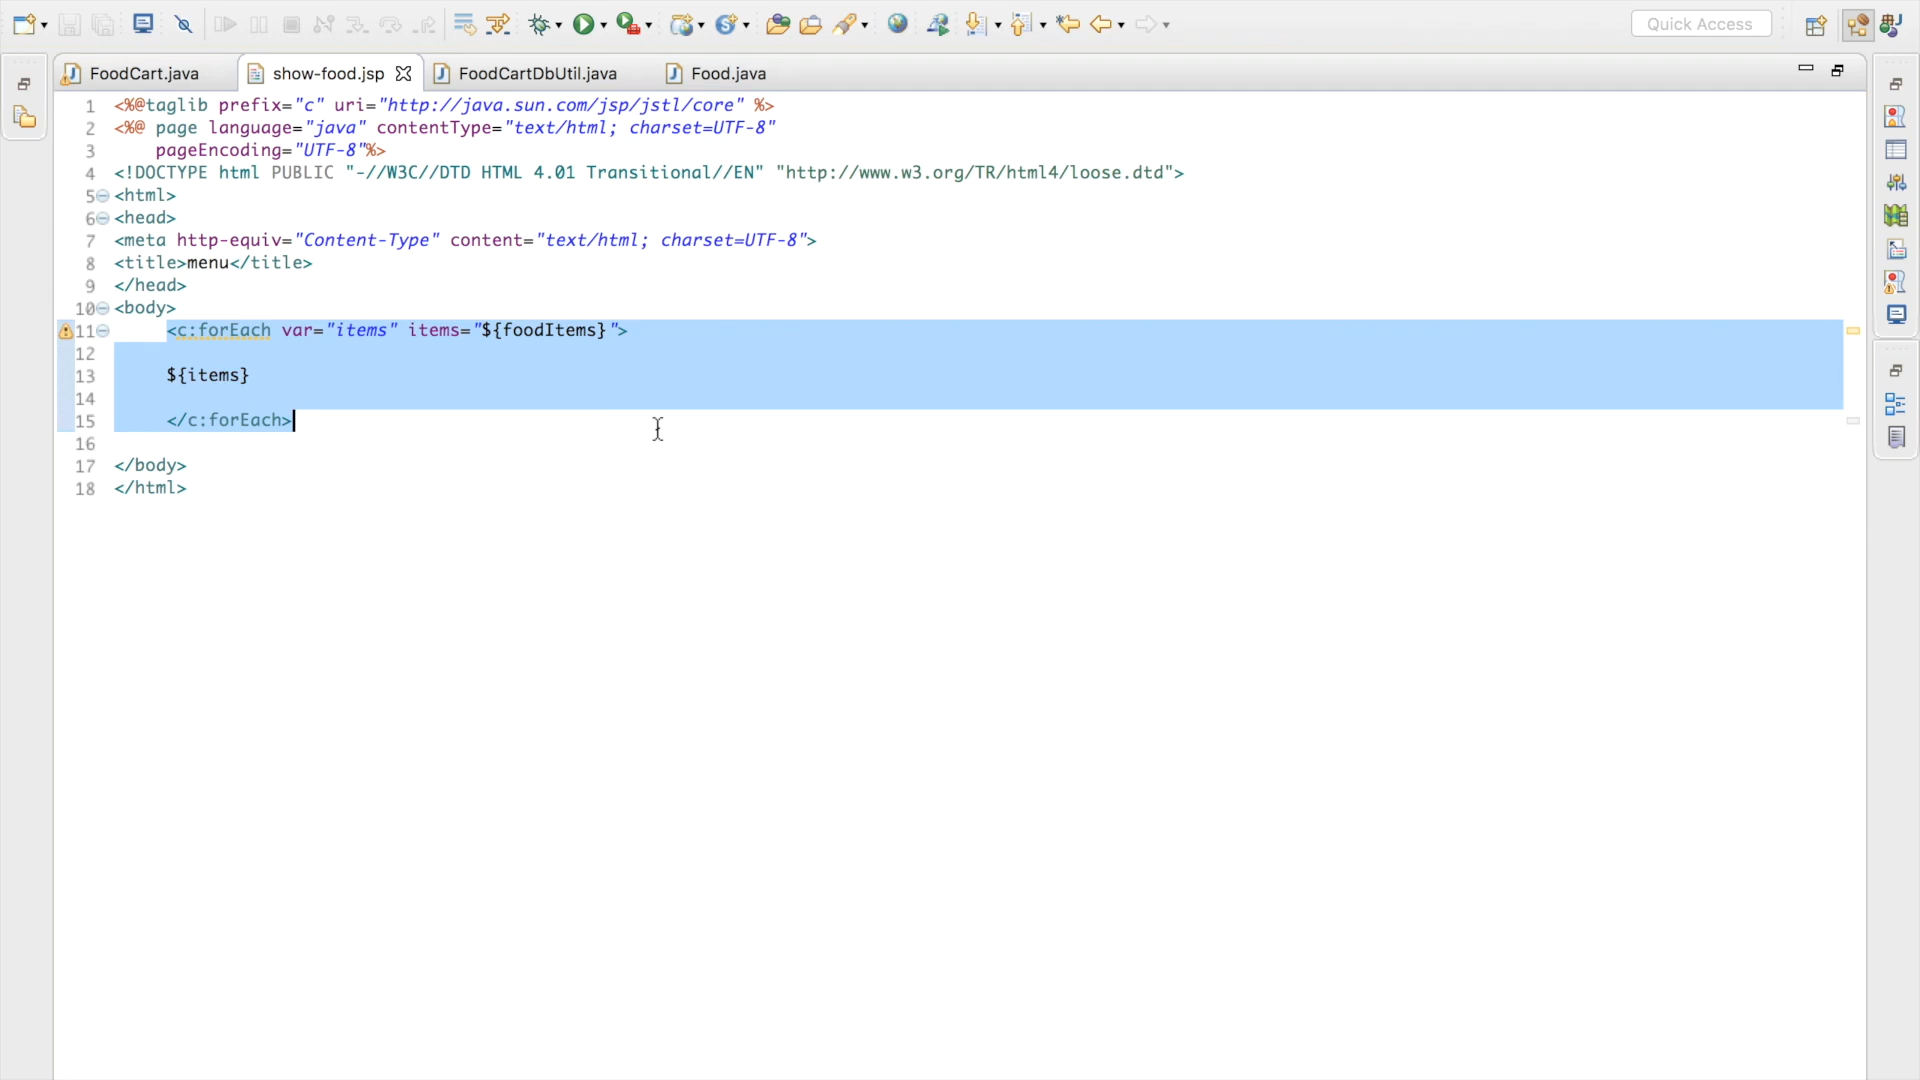 Quick Access
FoodCart.java
show-food.jsp
FoodCartDbUtil.java
Food.java
1 <%@taglib prefix="c" uri="http://java.sun.com/jsp/jstl/core" %>
2 <%@ page language="java" contentType="text/html; charset=UTF-8"
3 pageEncoding="UTF-8"%>
4 <!DOCTYPE html PUBLIC "-//W3C//DTD HTML 4.01 Transitional//EN" "http://www.w3.org/TR/html4/loose.dtd">
5 <html>
6 <head>
7 <meta http-equiv="Content-Type" content="text/html; charset=UTF-8">
8 <title>menu</title>
9 </head>
10 <body>
11 <c:forEach var="items" items="${foodItems}">
12
13 ${items}
14
15 </c:forEach>
16
17 </body>
18 </html>